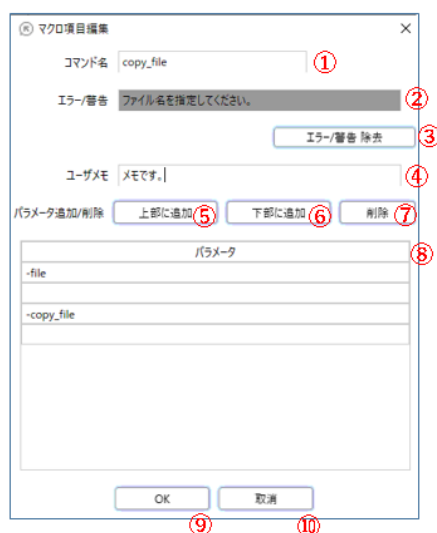 マクロ項目編集
コマンド名 copy_file ①
エラー/警告 ファイル名を指定してください。 ②
エラー/警告 除去 ③
ユーザメモ メモです。 ④
パラメータ追加/削除 上部に追加 ⑤ 下部に追加 ⑥ 削除 ⑦
パラメータ ⑧
-file
-copy_file
OK 取消
⑨ ⑩